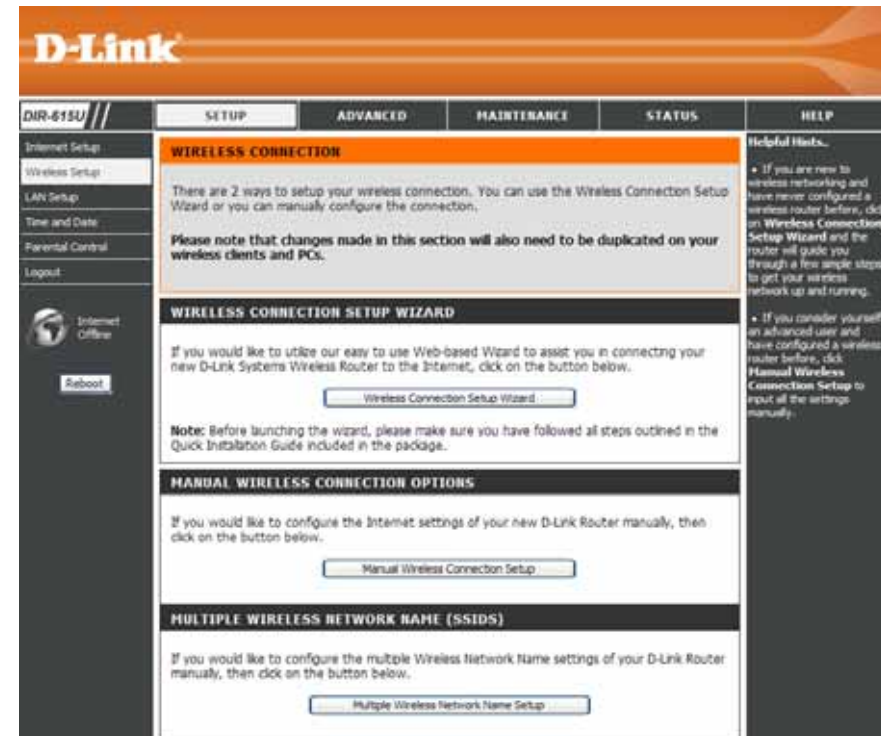 D-Link
DIR-615U
SETUP
ADVANCED
MAINTENANCE
STATUS
HELP
Internet Setup
Wireless Setup
LAN Setup
Time and Date
Parental Control
Logout
Internet
Offline
Reboot
WIRELESS CONNECTION
There are 2 ways to setup your wireless connection. You can use the Wireless Connection Setup
Wizard or you can manually configure the connection.
Please note that changes made in this section will also need to be duplicated on your
wireless clients and PCs.
WIRELESS CONNECTION SETUP WIZARD
If you would like to utilize our easy to use Web-based Wizard to assist you in connecting your
new D-Link Systems Wireless Router to the Internet, click on the button below.
Wireless Connection Setup Wizard
Note: Before launching the wizard, please make sure you have followed all steps outlined in the
Quick Installation Guide included in the package.
MANUAL WIRELESS CONNECTION OPTIONS
If you would like to configure the Internet settings of your new D-Link Router manually, then
click on the button below.
Manual Wireless Connection Setup
MULTIPLE WIRELESS NETWORK NAME (SSIDS)
If you would like to configure the multiple Wireless Network Name settings of your D-Link Router
manually, then click on the button below.
Multiple Wireless Network Name Setup
Helpful Hints..
• If you are new to
wireless networking and
have never configured a
wireless router before, click
on Wireless Connection
Setup Wizard and the
router will guide you
through a few simple steps
to get your wireless
network up and running.
• If you consider yourself
an advanced user and
have configured a wireless
router before, click
Manual Wireless
Connection Setup to
input all the settings
manually.